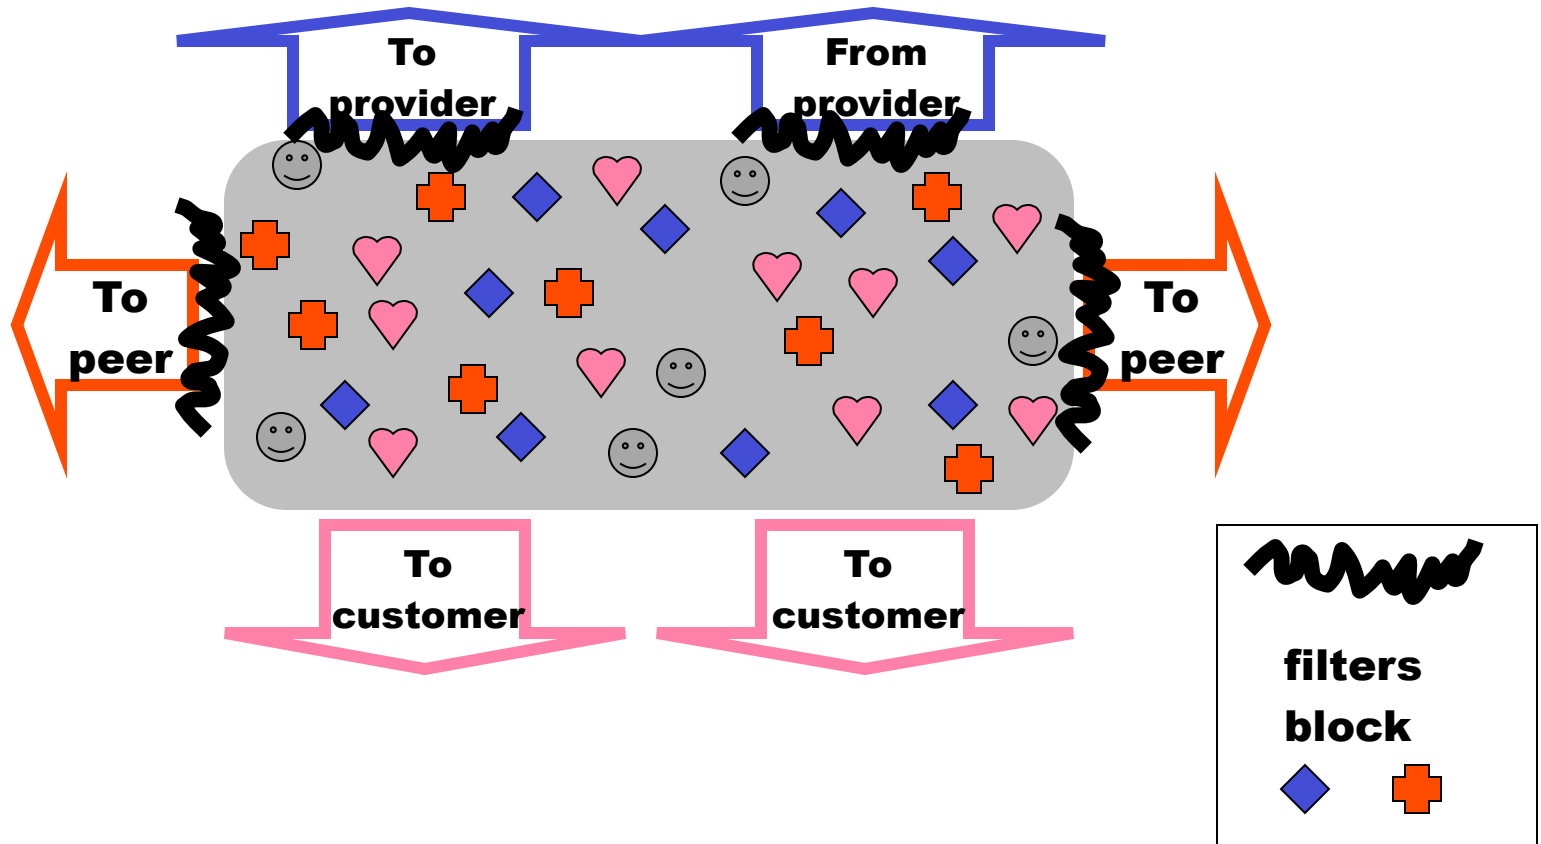 To
provider
From
provider
To
peer
To
peer
To
customer
To
customer
filters
block